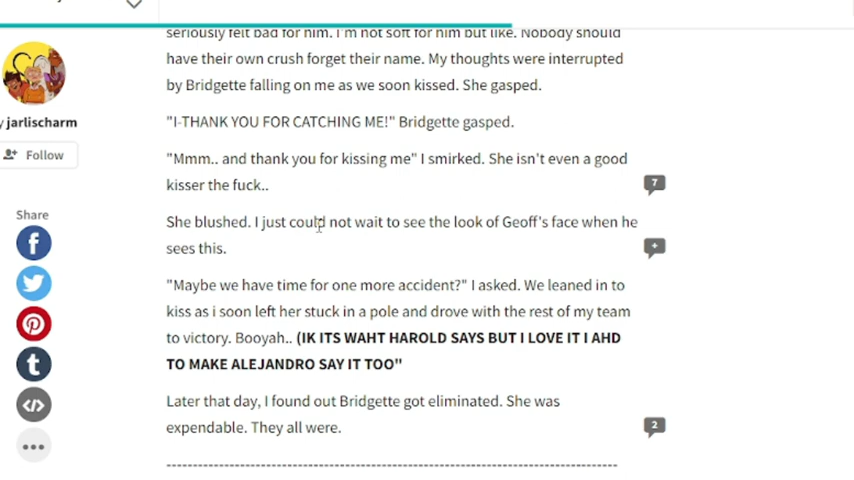 seriously felt bad for him. I'm not soft for him but like. Nobody should
have their own crush forget their name. My thoughts were interrupted
by Bridgette falling on me as we soon kissed. She gasped.
jarlischarm
"I-THANK YOU FOR CATCHING ME!" Bridgette gasped.
Follow
"Mmm.. and thank you for kissing me" I smirked. She isn't even a good
kisser the fuck..
7
Share
She blushed. I just could not wait to see the look of Geoff's face when he
sees this.
+
"Maybe we have time for one more accident?" I asked. We leaned in to
kiss as i soon left her stuck in a pole and drove with the rest of my team
to victory. Booyah.. (IK ITS WAHT HAROLD SAYS BUT I LOVE IT I AHD
TO MAKE ALEJANDRO SAY IT TOO"
Later that day, I found out Bridgette got eliminated. She was
expendable. They all were.
2
--------------------------------------------------------------------------------